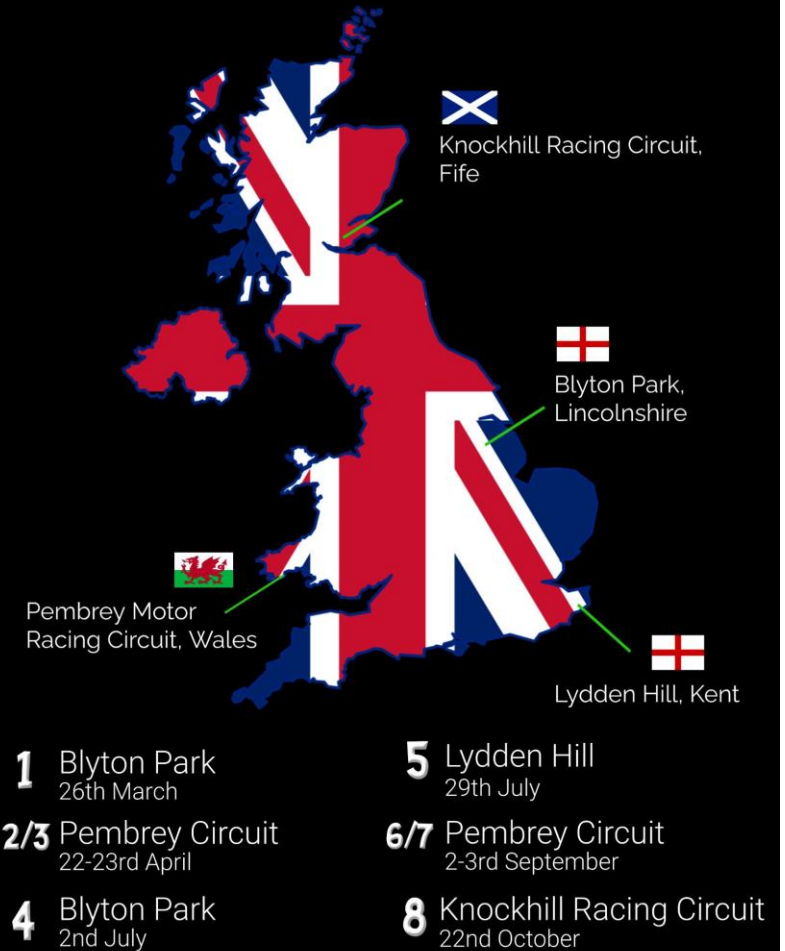 Knockhill Racing Circuit,
Fife
Blyton Park,
Lincolnshire
Pembrey Motor
Racing Circuit, Wales
Lydden Hill, Kent
1 Blyton Park
26th March
2/3 Pembrey Circuit
22-23rd April
4 Blyton Park
2nd July
5 Lydden Hill
29th July
6/7 Pembrey Circuit
2-3rd September
8 Knockhill Racing Circuit
22nd October